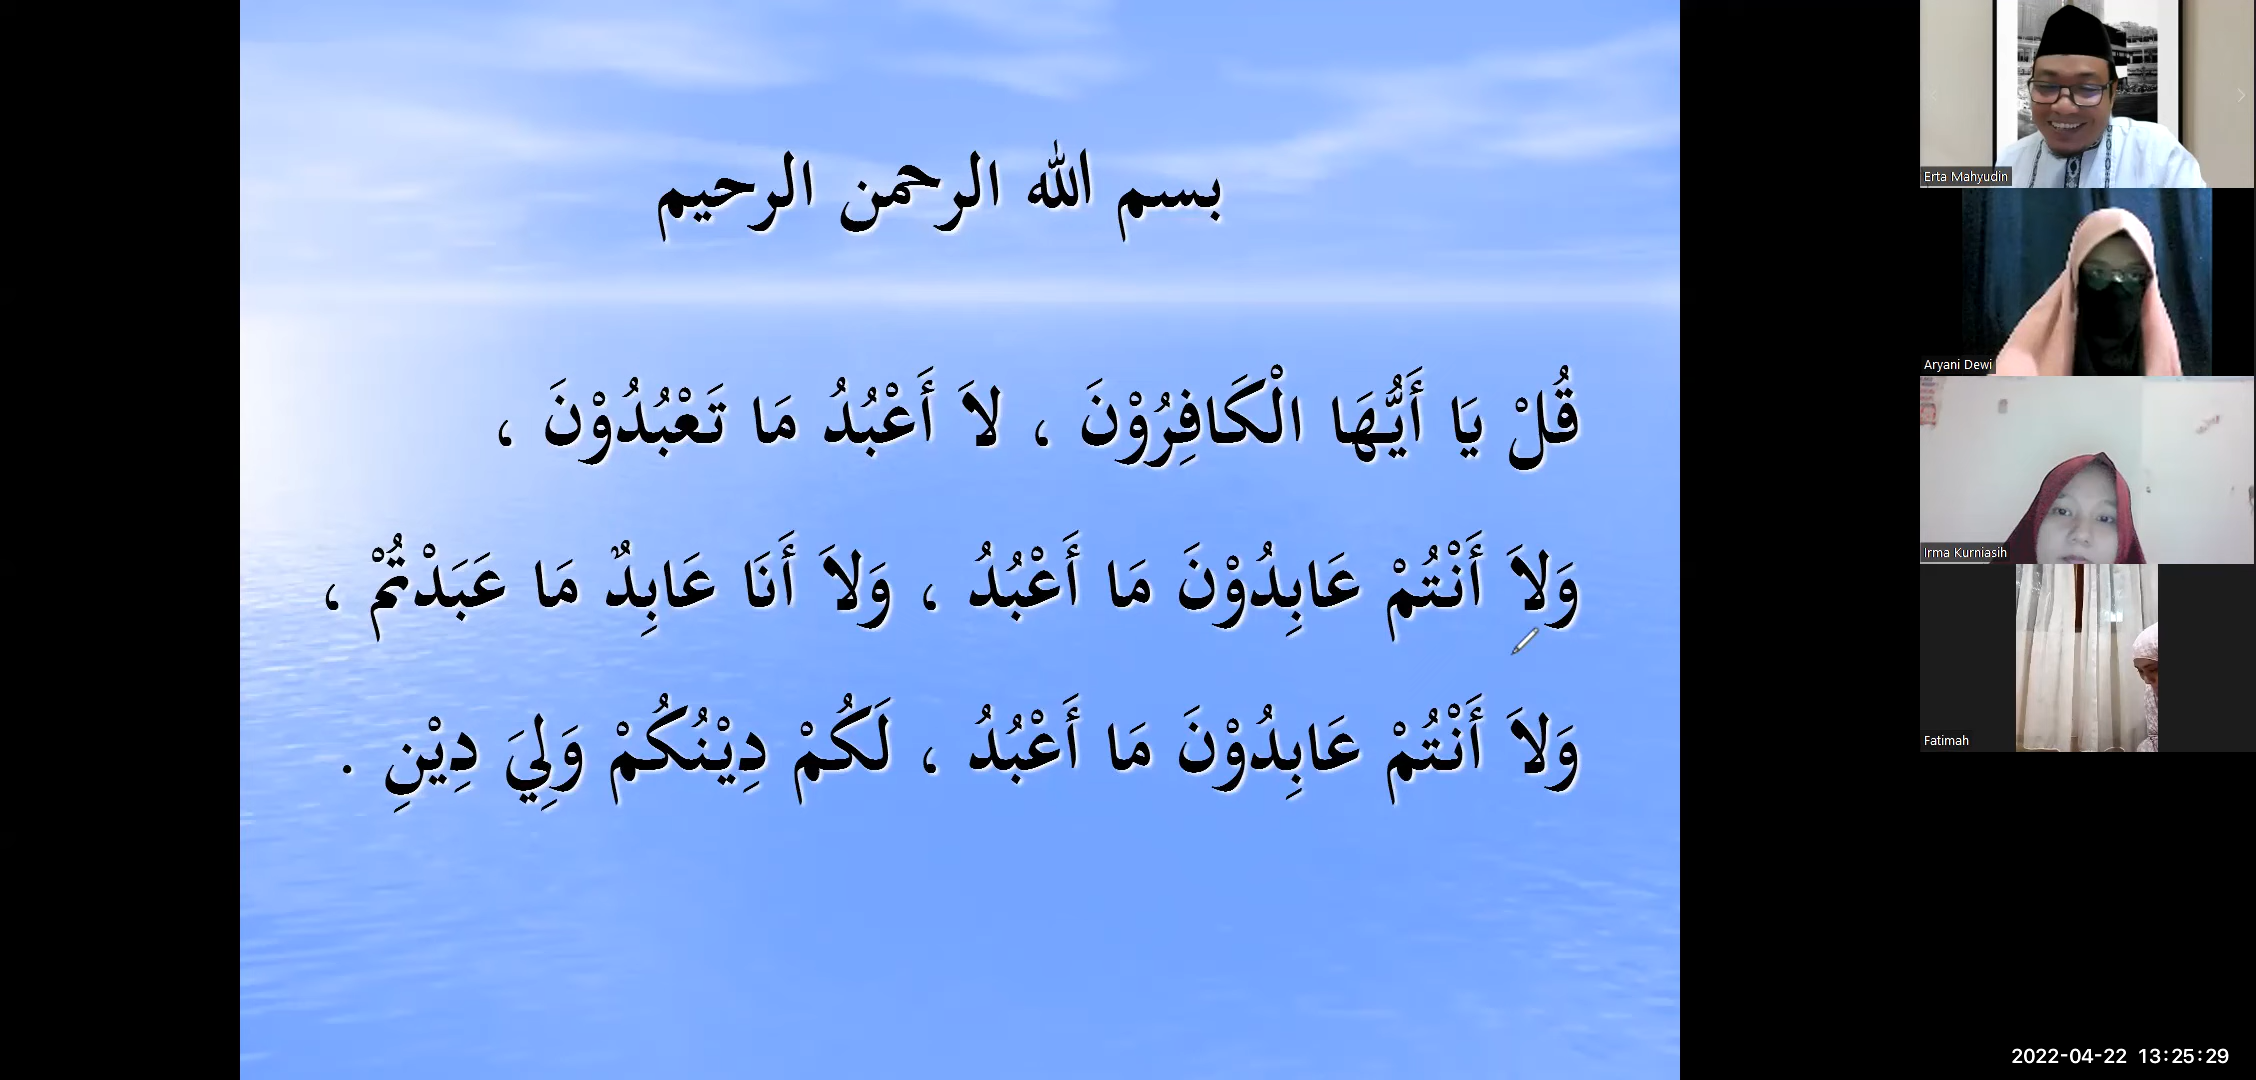 بسم الله الرحمن الرحيم
قُلْ يَا أَيُّهَا الْكَافِرُوْنَ ، لاَ أَعْبُدُ مَا تَعْبُدُوْنَ ،
وَلاَ أَنْتُمْ عَابِدُوْنَ مَا أَعْبُدُ ، وَلاَ أَنَا عَابِدٌ مَا عَبَدْتُمْ ،
وَلاَ أَنْتُمْ عَابِدُوْنَ مَا أَعْبُدُ ، لَكُمْ دِيْنُكُمْ وَلِيَ دِيْنِ .
Erta Mahyudin
Aryani Dewi
Irma Kurniasih
Fatimah
2022-04-22 13:25:29